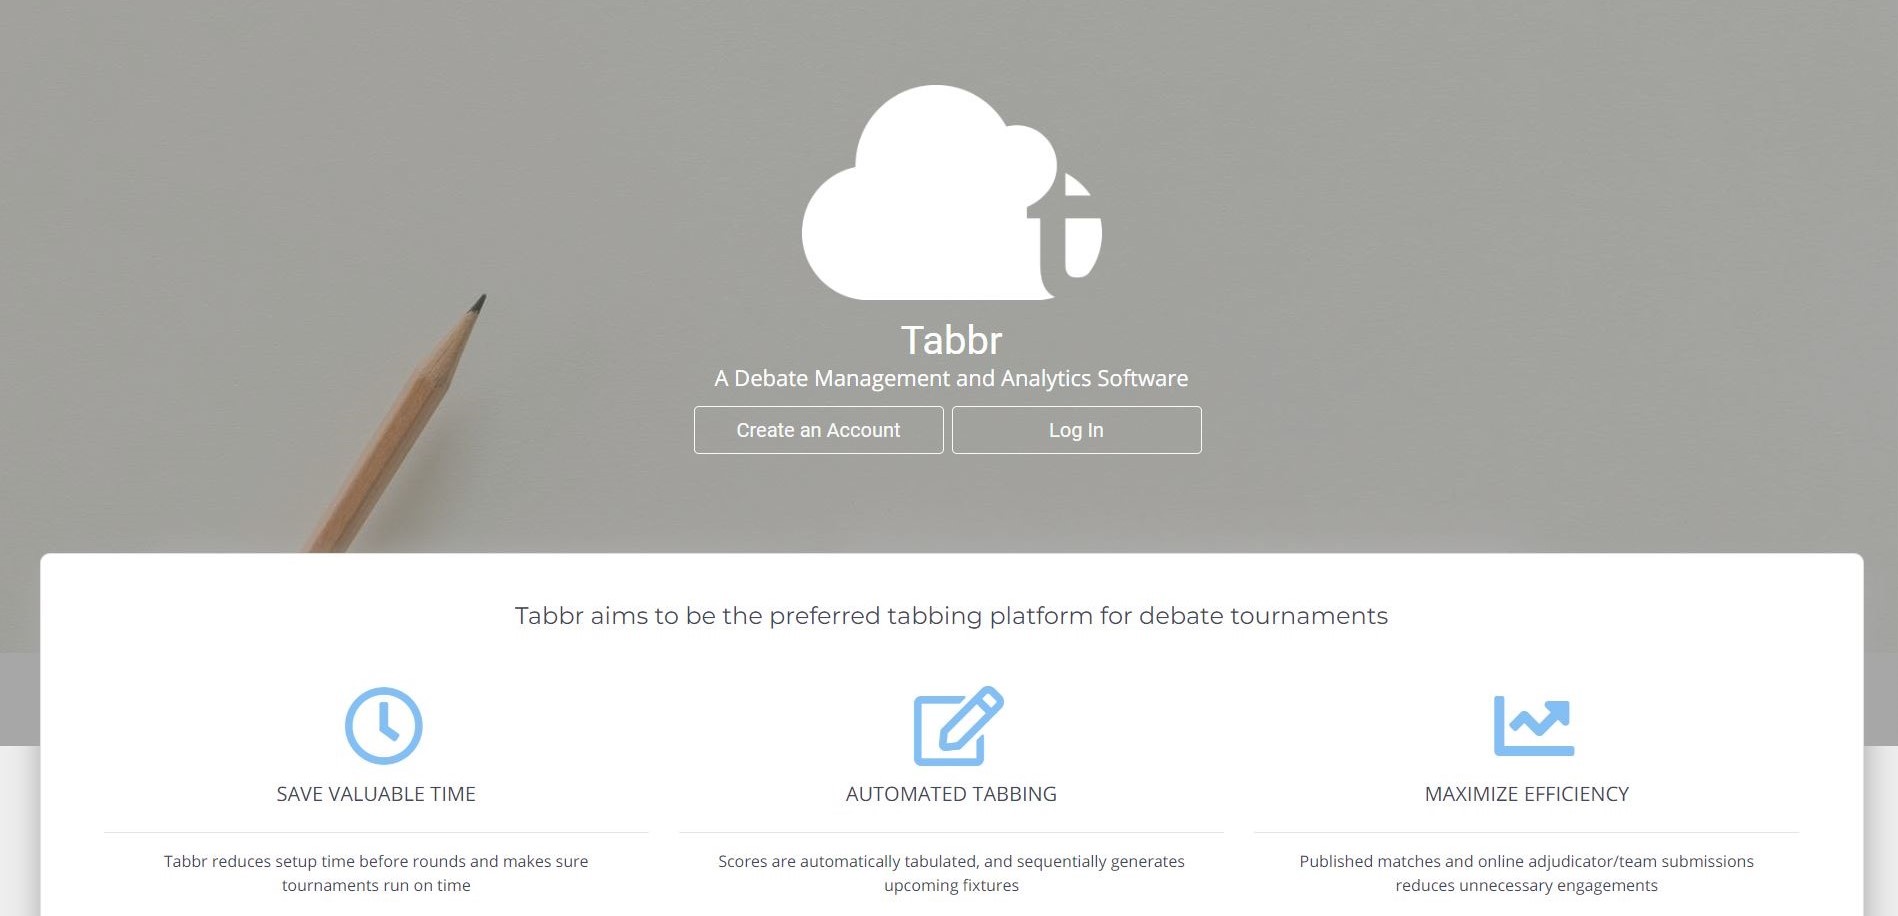 t
Tabbr
A Debate Management and Analytics Software
Create an Account
Log In
Tabbr aims to be the preferred tabbing platform for debate tournaments
SAVE VALUABLE TIME
Tabbr reduces setup time before rounds and makes sure
tournaments run on time
AUTOMATED TABBING
Scores are automatically tabulated, and sequentially generates
upcoming fixtures
MAXIMIZE EFFICIENCY
Published matches and online adjudicator/team submissions
reduces unnecessary engagements